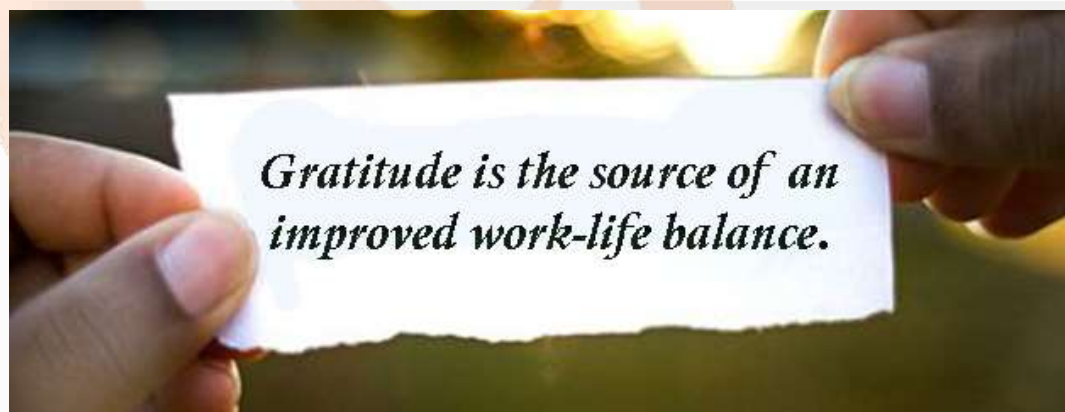 Gratitude is the source of an
improved work-life balance.